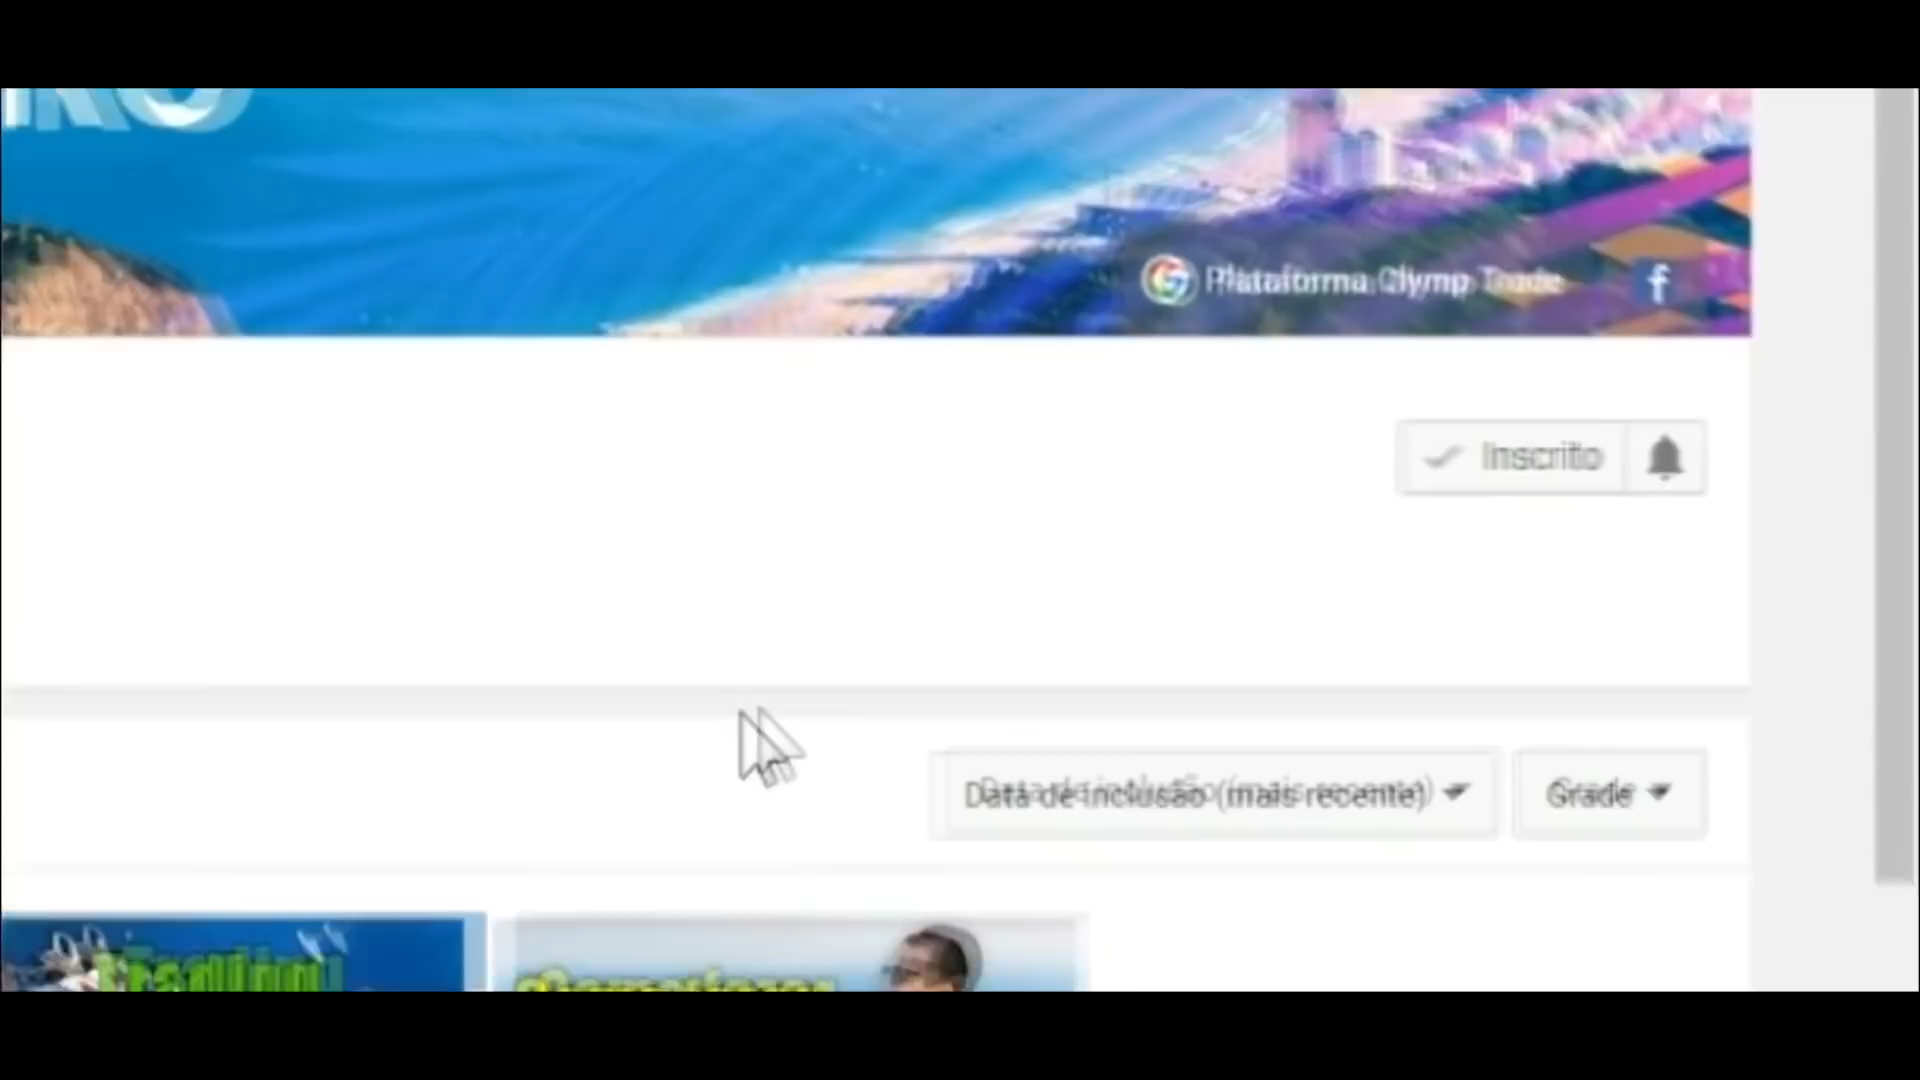 Plataforma Olymp Trade
Inscrito
Data de inclusão (mais recente)
Grade